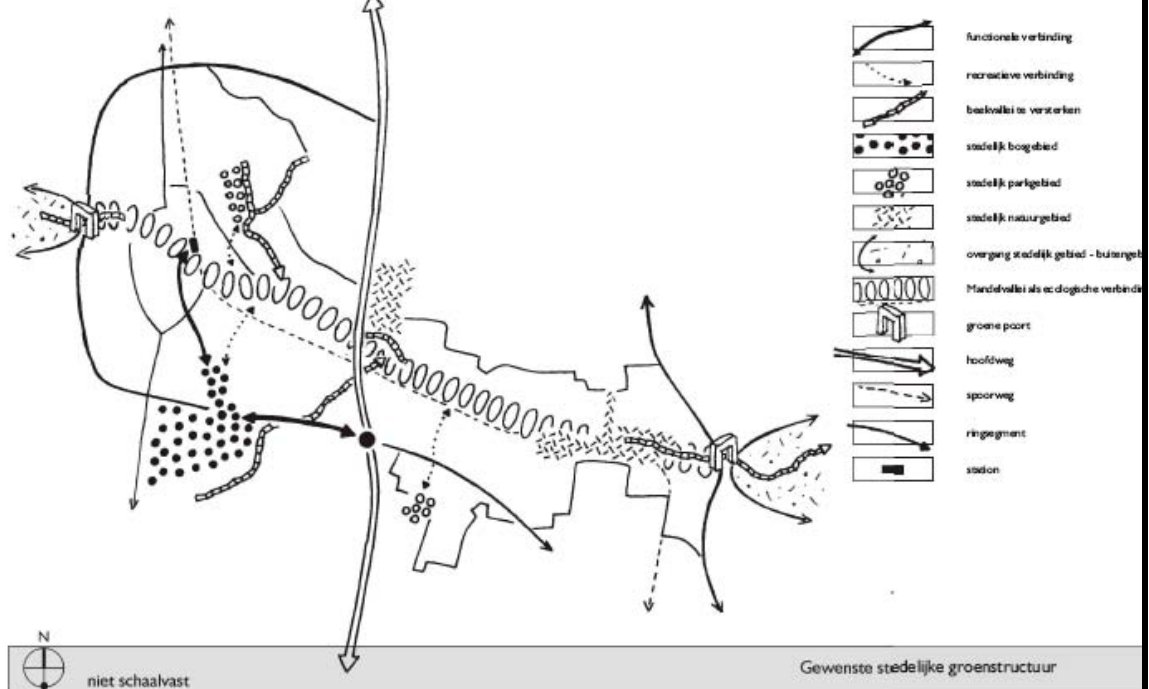 functionele verbinding
recreatieve verbinding
beekvallei te versterken
stedelijk bosgebied
stedelijk parkgebied
stedelijk natuurgebied
overgang stedelijk gebied - buitengeb
Mandelvallei als ecologische verbindin
groene poort
hoofdweg
spoorweg
ringsegment
station
N
niet schaalvast
Gewenste stedelijke groenstructuur